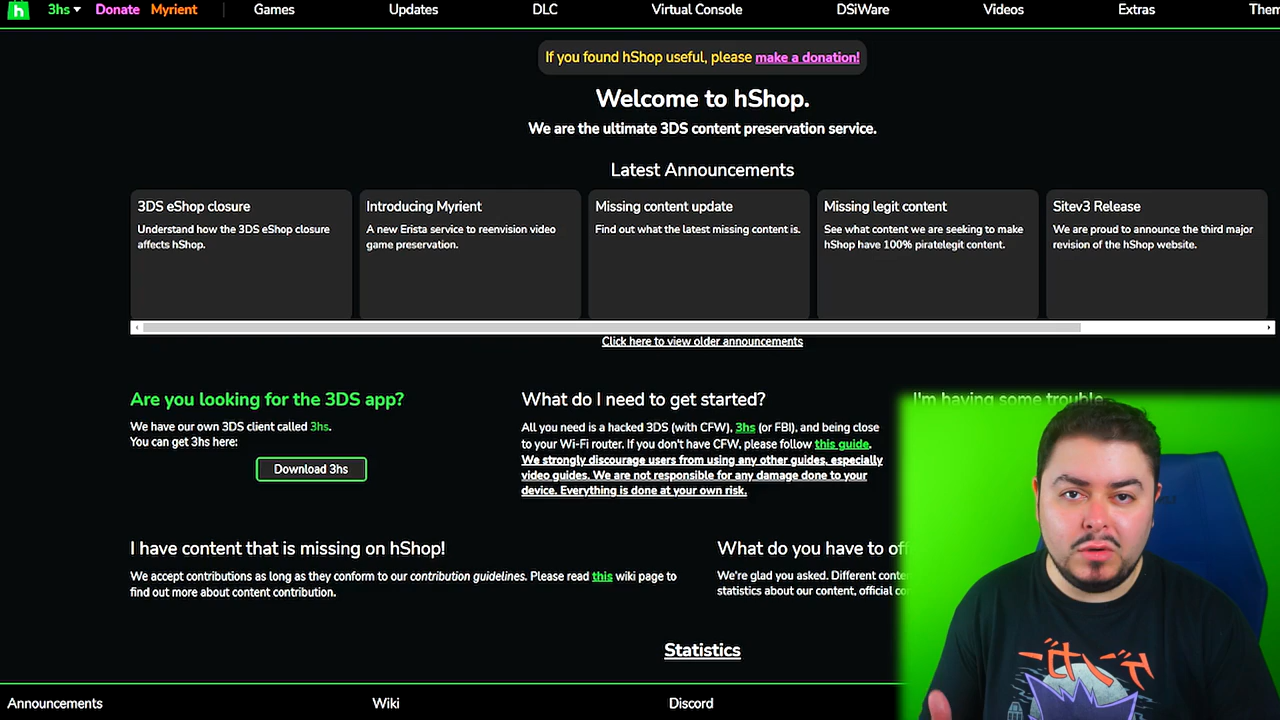 h 3hs Donate Myrient Games Updates DLC Virtual Console DSiWare Videos Extras Them
If you found hShop useful, please make a donation!
Welcome to hShop.
We are the ultimate 3DS content preservation service.
Latest Announcements
3DS eShop closure
Understand how the 3DS eShop closure
affects hShop.
Introducing Myrient
A new Erista service to reenvision video
game preservation.
Missing content update
Find out what the latest missing content is.
Missing legit content
See what content we are seeking to make
hShop have 100% piratelegit content.
Sitev3 Release
We are proud to announce the third major
revision of the hShop website.
Click here to view older announcements
Are you looking for the 3DS app?
We have our own 3DS client called 3hs.
You can get 3hs here:
Download 3hs
What do I need to get started?
All you need is a hacked 3DS (with CFW), 3hs (or FBI), and being close
to your Wi-Fi router. If you don't have CFW, please follow this guide.
We strongly discourage users from using any other guides, especially
video guides. We are not responsible for any damage done to your
device. Everything is done at your own risk.
I'm having some trouble
I have content that is missing on hShop!
We accept contributions as long as they conform to our contribution guidelines. Please read this wiki page to
find out more about content contribution.
What do you have to of
We're glad you asked. Different conte
statistics about our content, official co
Statistics
Announcements Wiki Discord
ゲンガー